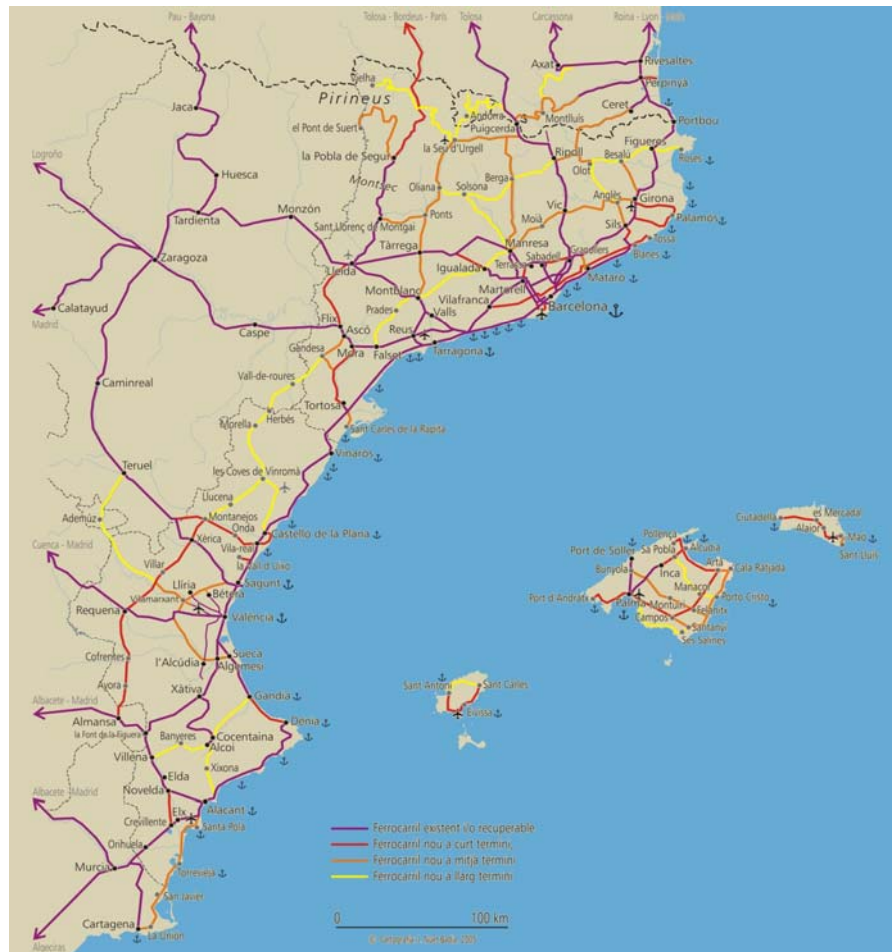 Pau - Bayona
Tolosa - Bordeus - París
Tolosa
Carcassona
Axat
Rivesaltes
Perpinyà
Vielha
Pirineus
Jaca
Andorra
Montlluís
Ceret
Portbou
el Pont de Suert
Puigcerdà
la Seu d'Urgell
Figueres
Logroño
la Pobla de Segur
Ripoll
Besalú
Roses
Olot
Huesca
Montsec
Berga
Oliana
Solsona
Anglès
Girona
Tardienta
Monzón
Sant Llorenç de Montgai
Ponts
Vic
Moià
Sils
Palamós
Tossa
Zaragoza
Tàrrega
Manresa
Granollers
Blanes
Lleida
Igualada
Terrassa
Sabadell
Mataró
Calatayud
Madrid
Montblanc
Martorell
Vilafranca
Barcelona
Prades
Valls
Flix
Ascó
Reus
Caspe
Móra
Falset
Tarragona
Gandesa
Caminreal
Vall-de-roures
Tortosa
Herbés
Morella
Sant Carles de la Ràpita
Vinaròs
Teruel
les Coves de Vinromà
Llucena
Ademúz
Montanejos
Onda
Castelló de la Plana
Xèrica
Vila-real
la Vall d'Uixó
Cuenca - Madrid
Villar
Sagunt
Llíria
Bétera
Vilamarxant
Requena
València
Cofrentes
l'Alcúdia
Sueca
Algemesí
Ayora
Xàtiva
Gandia
Albacete - Madrid
Almansa
Dénia
la Font de la Figuera
Banyeres
Cocentaina
Alcoi
Villena
Xixona
Elda
Albacete - Madrid
Novelda
Alacant
Elx
Crevillente
Santa Pola
Orihuela
Torrevieja
Murcia
San Javier
Cartagena
La Unión
Algeciras
Ciutadella
es Mercadal
Alaior
Maó
Sant Lluís
Pollença
Port de Sóller
Sa Pobla
Alcúdia
Bunyola
Inca
Artà
Cala Ratjada
Manacor
Port d'Andratx
Palma
Montuïri
Porto Cristo
Felanitx
Campos
Santanyí
Ses Salines
Sant Antoni
Sant Carles
Eivissa
Ferrocarril existent i/o recuperable
Ferrocarril nou a curt termini
Ferrocarril nou a mitjà termini
Ferrocarril nou a llarg termini
0 100 km